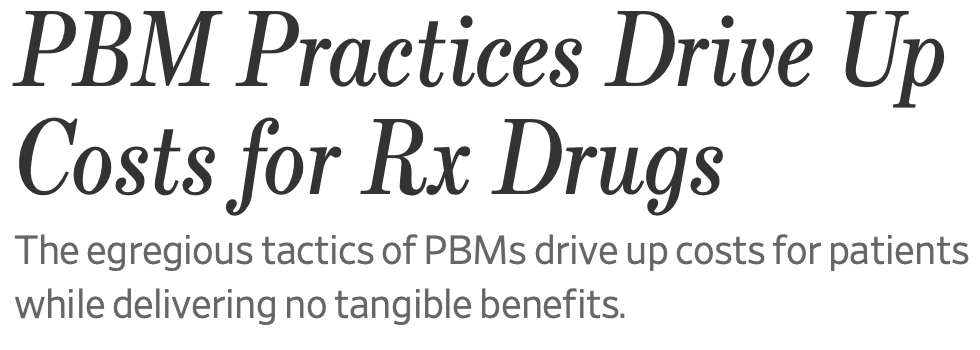 PBM Practices Drive Up
Costs for Rx Drugs
The egregious tactics of PBMs drive up costs for patients
while delivering no tangible benefits.